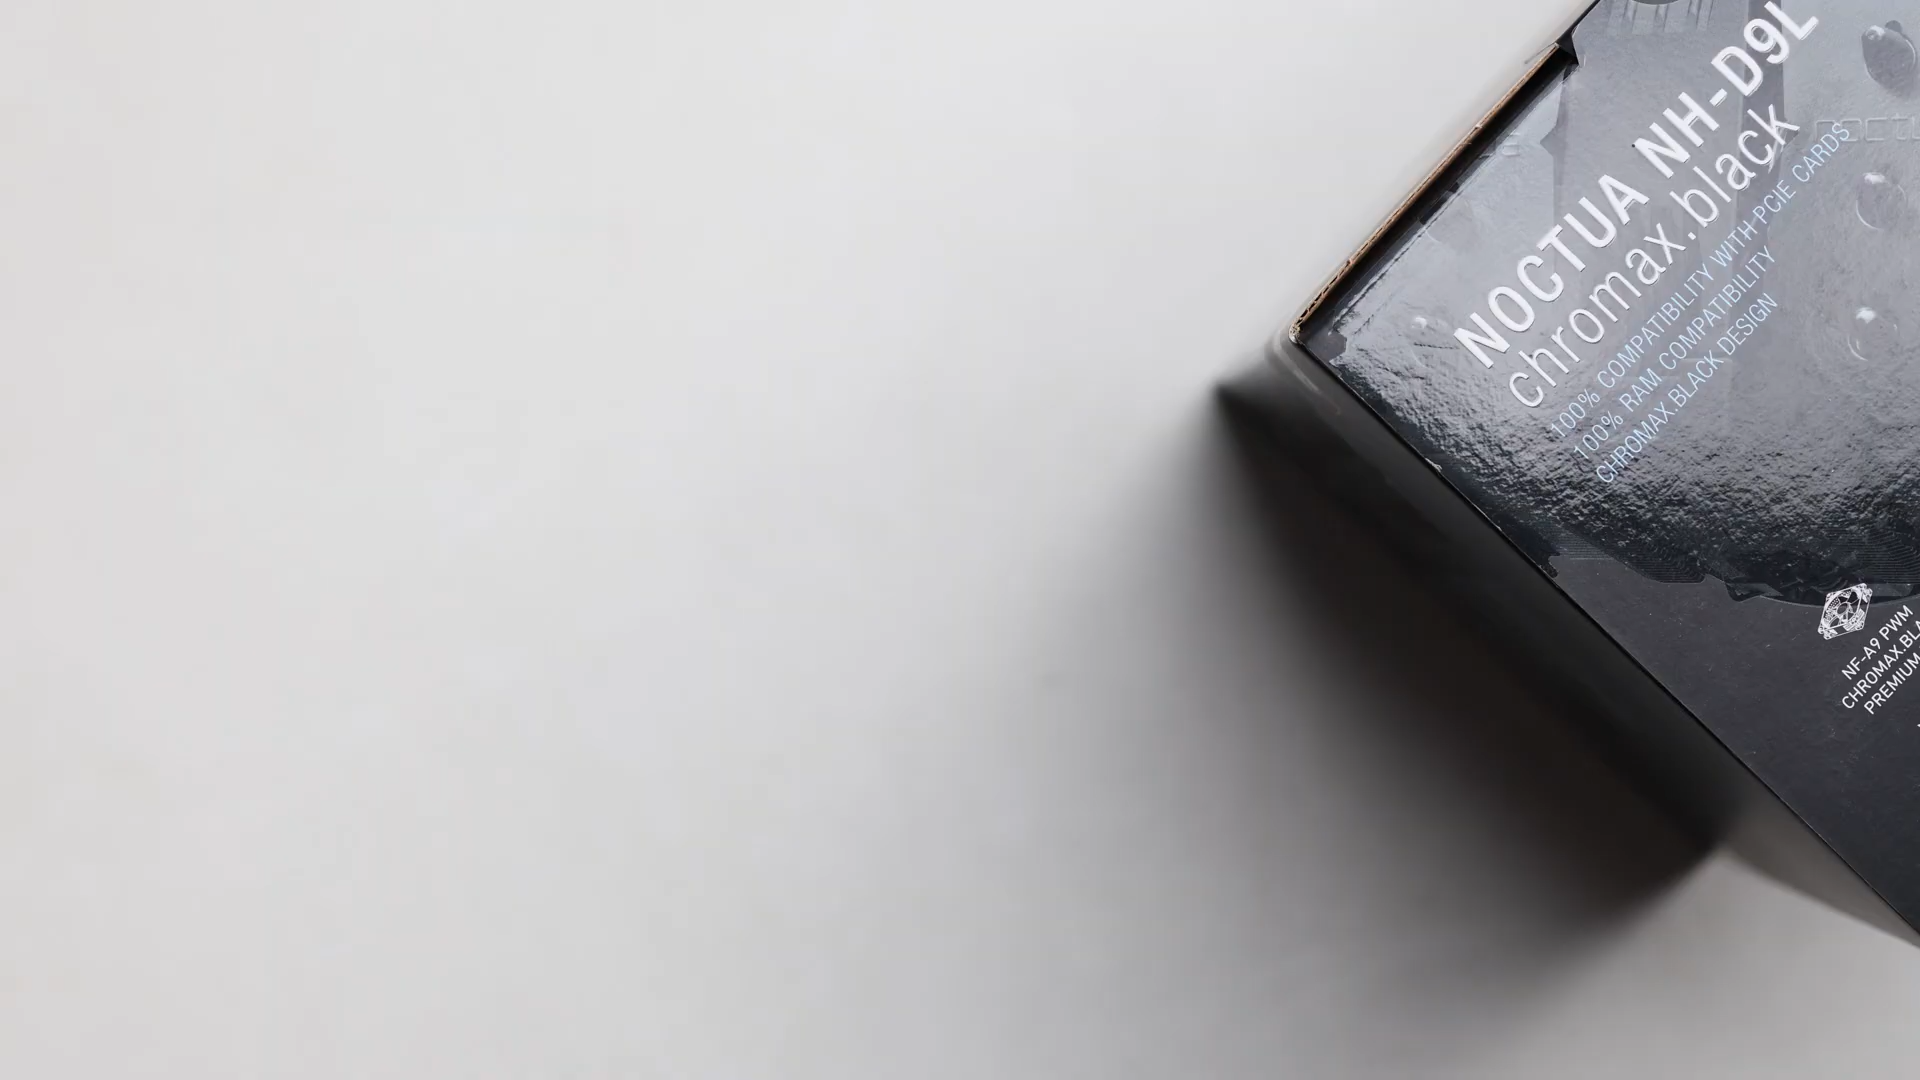 NOCTUA NH-D9L
chromax.black
100% COMPATIBILITY WITH PCIE CARDS
100% RAM COMPATIBILITY
CHROMAX.BLACK DESIGN
NF-A9 PWM
PREMIUM